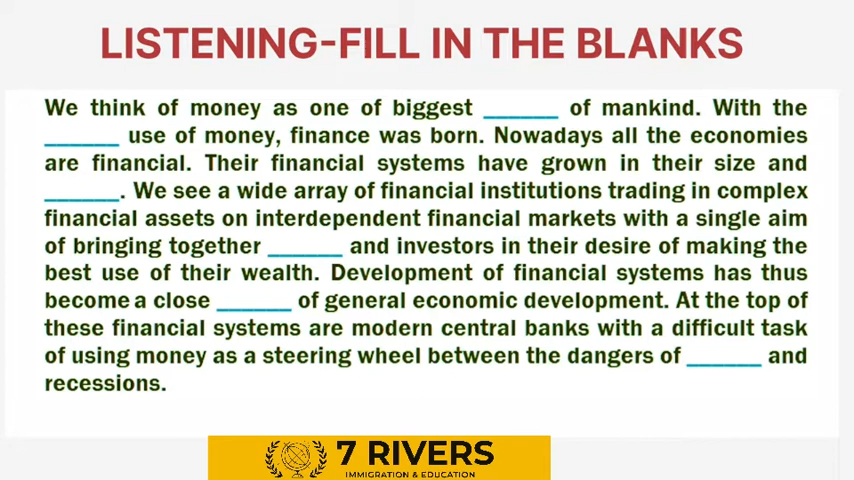 LISTENING-FILL IN THE BLANKS
We think of money as one of biggest ______ of mankind. With the
______ use of money, finance was born. Nowadays all the economies
are financial. Their financial systems have grown in their size and
______. We see a wide array of financial institutions trading in complex
financial assets on interdependent financial markets with a single aim
of bringing together ______ and investors in their desire of making the
best use of their wealth. Development of financial systems has thus
become a close ______ of general economic development. At the top of
these financial systems are modern central banks with a difficult task
of using money as a steering wheel between the dangers of ______ and
recessions.
7 RIVERS
IMMIGRATION & EDUCATION